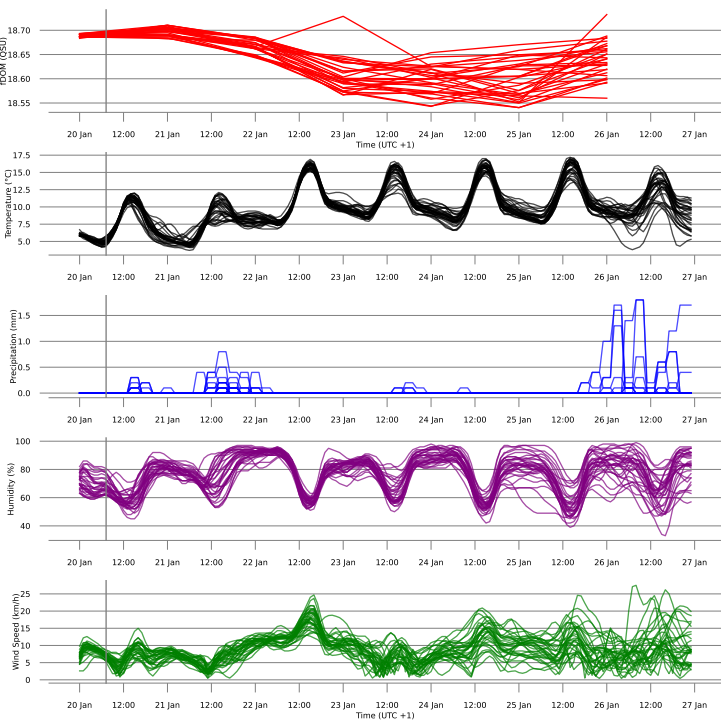 fDOM (QSU)
18.70
18.65
18.60
18.55
20 Jan 12:00 21 Jan 12:00 22 Jan 12:00 23 Jan 12:00 24 Jan 12:00 25 Jan 12:00 26 Jan 12:00 27 Jan
Time (UTC +1)
Temperature (°C)
17.5
15.0
12.5
10.0
7.5
5.0
20 Jan 12:00 21 Jan 12:00 22 Jan 12:00 23 Jan 12:00 24 Jan 12:00 25 Jan 12:00 26 Jan 12:00 27 Jan
Precipitation (mm)
1.5
1.0
0.5
0.0
20 Jan 12:00 21 Jan 12:00 22 Jan 12:00 23 Jan 12:00 24 Jan 12:00 25 Jan 12:00 26 Jan 12:00 27 Jan
Humidity (%)
100
80
60
40
20 Jan 12:00 21 Jan 12:00 22 Jan 12:00 23 Jan 12:00 24 Jan 12:00 25 Jan 12:00 26 Jan 12:00 27 Jan
Wind Speed (km/h)
25
20
15
10
5
0
20 Jan 12:00 21 Jan 12:00 22 Jan 12:00 23 Jan 12:00 24 Jan 12:00 25 Jan 12:00 26 Jan 12:00 27 Jan
Time (UTC +1)